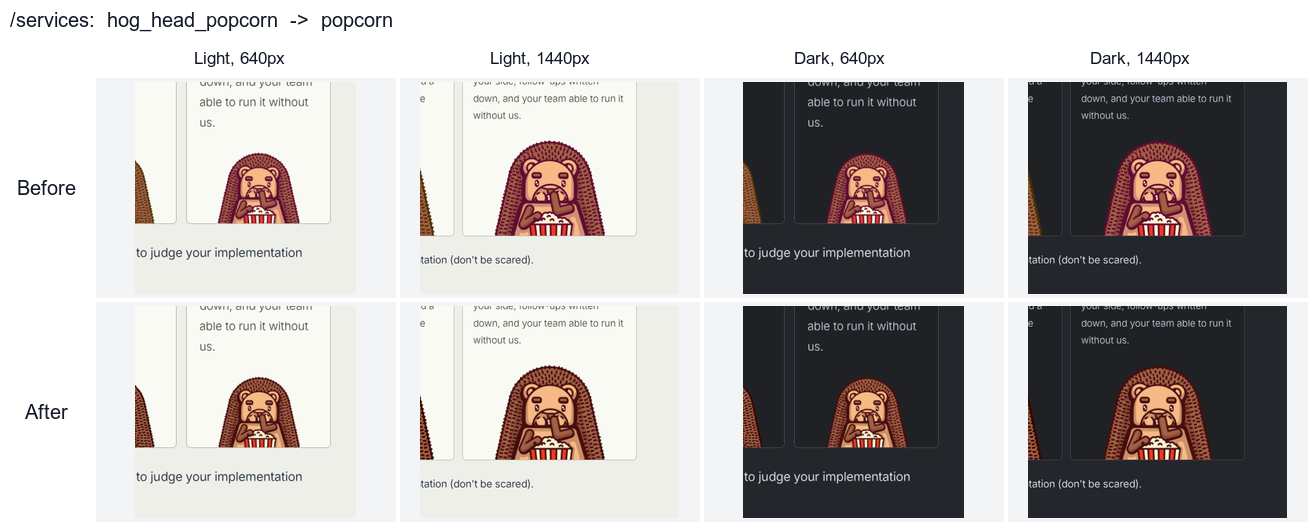 /services: hog_head_popcorn -> popcorn
Light, 640px
Light, 1440px
Dark, 640px
Dark, 1440px
Before
down, and your team
able to run it without
us.
to judge your implementation
d a
e
your side, follow-ups written
down, and your team able to run it
without us.
tation (don't be scared).
down, and your team
able to run it without
us.
to judge your implementation
e
your side, follow-ups written
down, and your team able to run it
without us.
tation (don't be scared).
After
down, and your team
able to run it without
us.
to judge your implementation
d a
e
your side, follow-ups written
down, and your team able to run it
without us.
tation (don't be scared).
down, and your team
able to run it without
us.
to judge your implementation
e
your side, follow-ups written
down, and your team able to run it
without us.
tation (don't be scared).